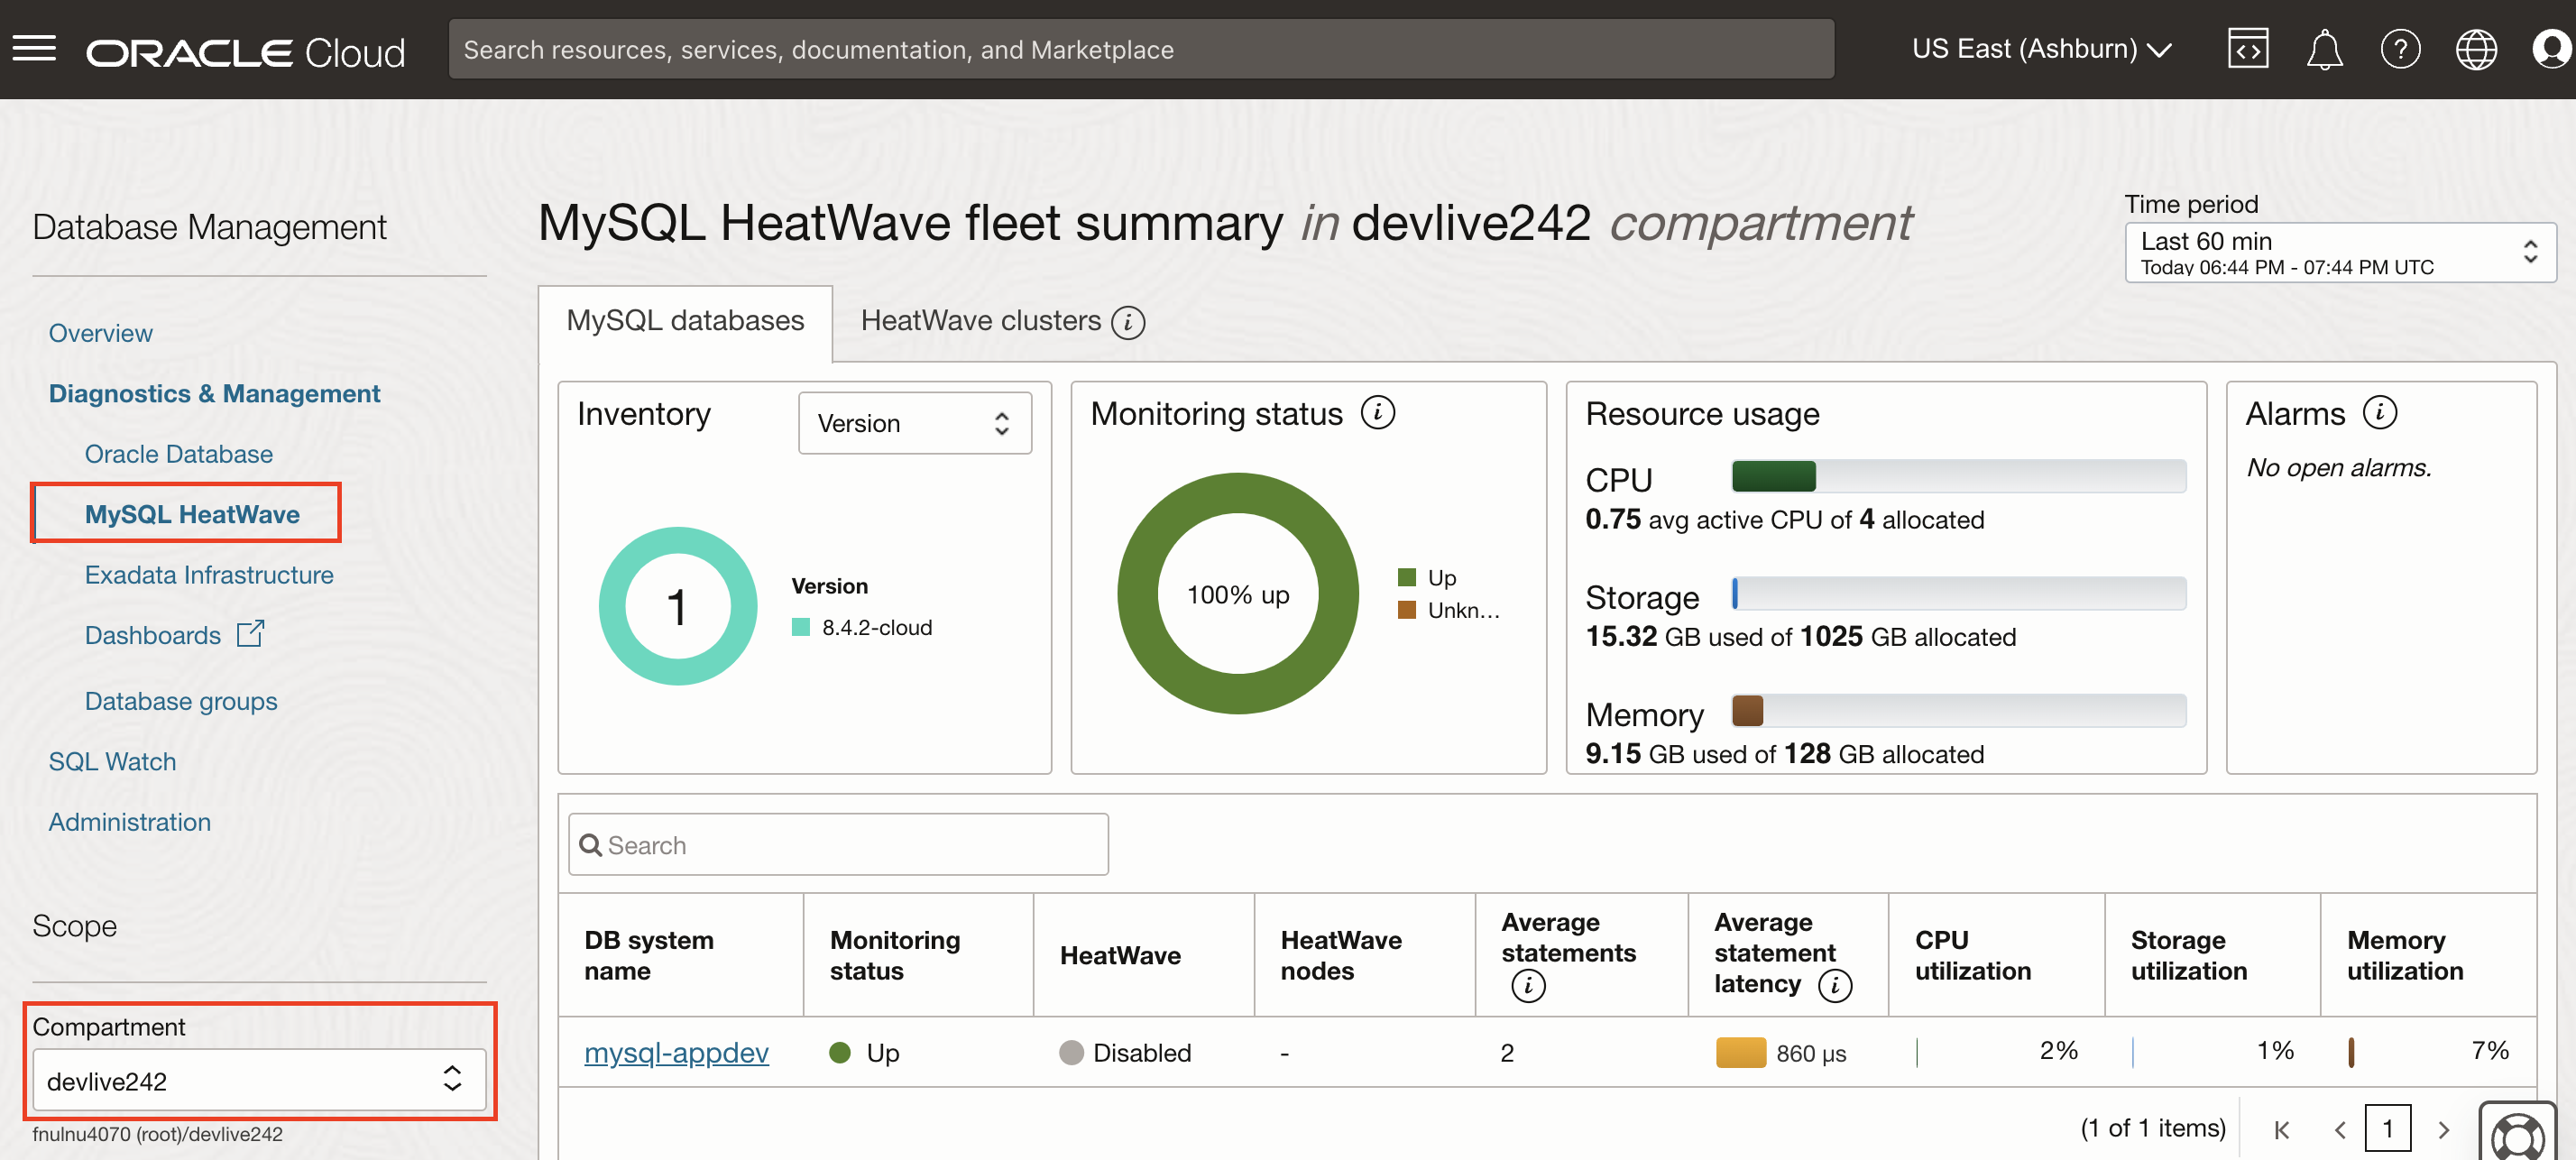 ORACLE Cloud
Search resources, services, documentation, and Marketplace
US East (Ashburn)
Database Management
Overview
Diagnostics & Management
Oracle Database
MySQL HeatWave
Exadata Infrastructure
Dashboards
Database groups
SQL Watch
Administration
Scope
Compartment
devlive242
fnulnu4070 (root)/devlive242
MySQL HeatWave fleet summary in devlive242 compartment
Time period
Last 60 min
Today 06:44 PM - 07:44 PM UTC
MySQL databases
HeatWave clusters
Inventory
Version
1
Version
8.4.2-cloud
Monitoring status
100% up
Up
Unkn...
Resource usage
CPU
0.75 avg active CPU of 4 allocated
Storage
15.32 GB used of 1025 GB allocated
Memory
9.15 GB used of 128 GB allocated
Alarms
No open alarms.
Search
DB system name
Monitoring status
HeatWave
HeatWave nodes
Average statements
Average statement latency
CPU utilization
Storage utilization
Memory utilization
mysql-appdev Up Disabled - 2 860 µs 2% 1% 7%
(1 of 1 items) 1